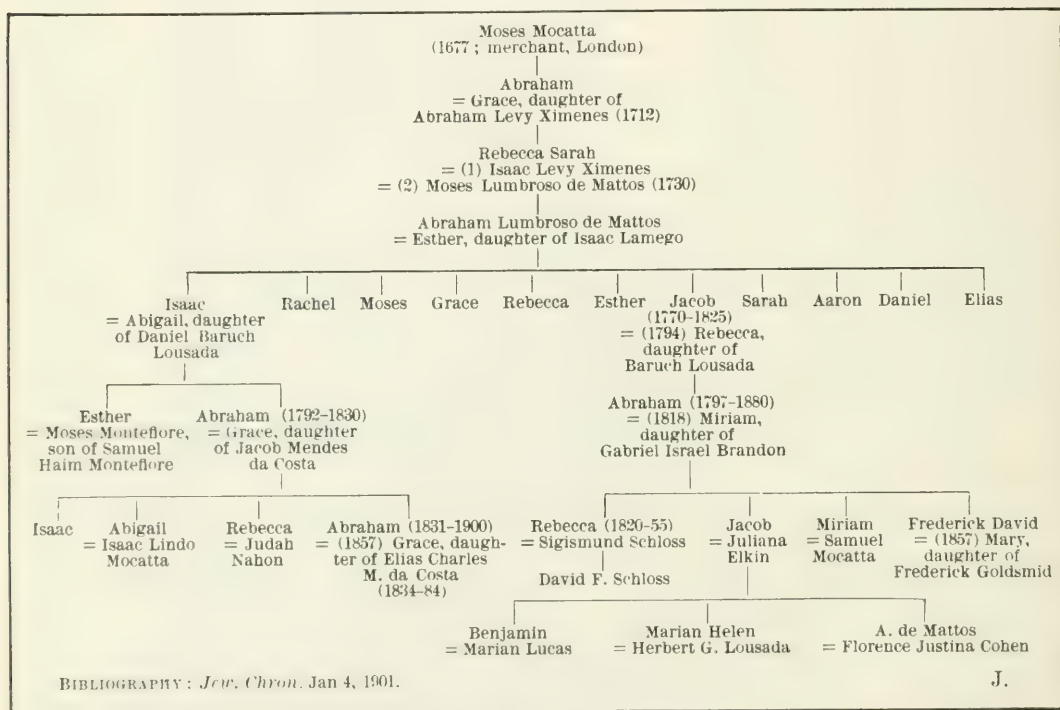 Moses Mocatta
(1677 ; merchant, London)
Abraham
= Grace, daughter of
Abraham Levy Ximenes (1712)
Rebecca Sarah
= (1) Isaac Levy Ximenes
= (2) Moses Lumbroso de Mattos (1730)
Abraham Lumbroso de Mattos
= Esther, daughter of Isaac Lamego
Isaac
= Abigail, daughter
of Daniel Baruch
Lousada
Rachel
Moses
Grace
Rebecca
Esther
Jacob
(1770-1825)
= (1794) Rebecca,
daughter of
Baruch Lousada
Sarah
Aaron
Daniel
Elias
Esther
= Moses Montefiore,
son of Samuel
Haim Montefiore
Abraham (1792-1830)
= Grace, daughter
of Jacob Mendes
da Costa
Abraham (1797-1880)
= (1818) Miriam,
daughter of
Gabriel Israel Brandon
Isaac
Abigail
= Isaac Lindo
Mocatta
Rebecca
= Judah
Nahon
Abraham (1831-1900)
= (1857) Grace, daugh-
ter of Elias Charles
M. da Costa
(1834-84)
Rebecca (1820-55)
= Sigismund Schloss
David F. Schloss
Jacob
= Juliana
Elkin
Miriam
= Samuel
Mocatta
Frederick David
= (1857) Mary,
daughter of
Frederick Goldsmid
Benjamin
= Marian Lucas
Marian Helen
= Herbert G. Lousada
A. de Mattos
= Florence Justina Cohen
BIBLIOGRAPHY : Jew. Chron. Jan 4, 1901.
J.